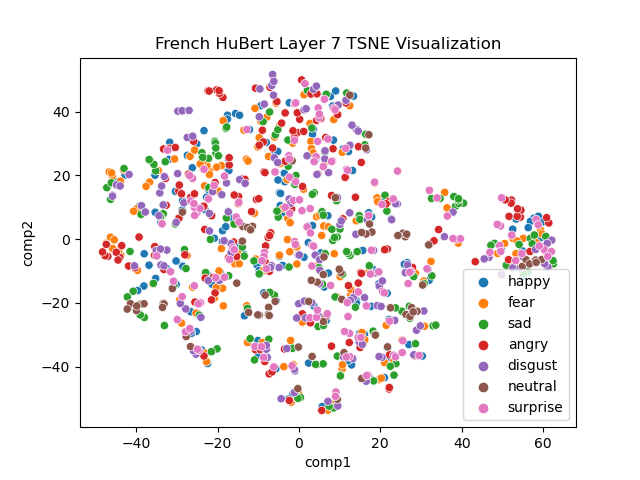 French HuBert Layer 7 TSNE Visualization
comp2
40
20
0
−20
−40
−40
−20
0
20
40
60
comp1
happy
fear
sad
angry
disgust
neutral
surprise